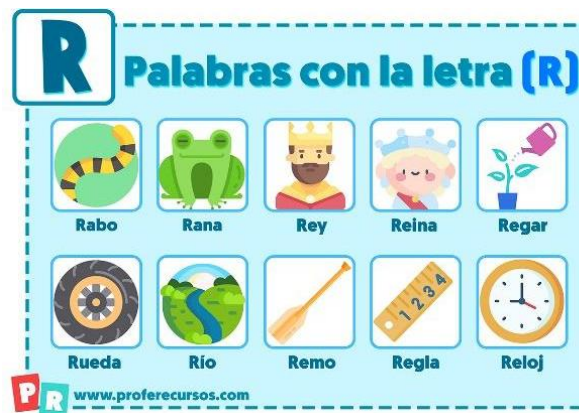 R
Palabras con la letra (R)
Rabo Rana Rey Reina Regar
1 2 3 4
Rueda Río Remo Regla Reloj
P R www.proferecursos.com